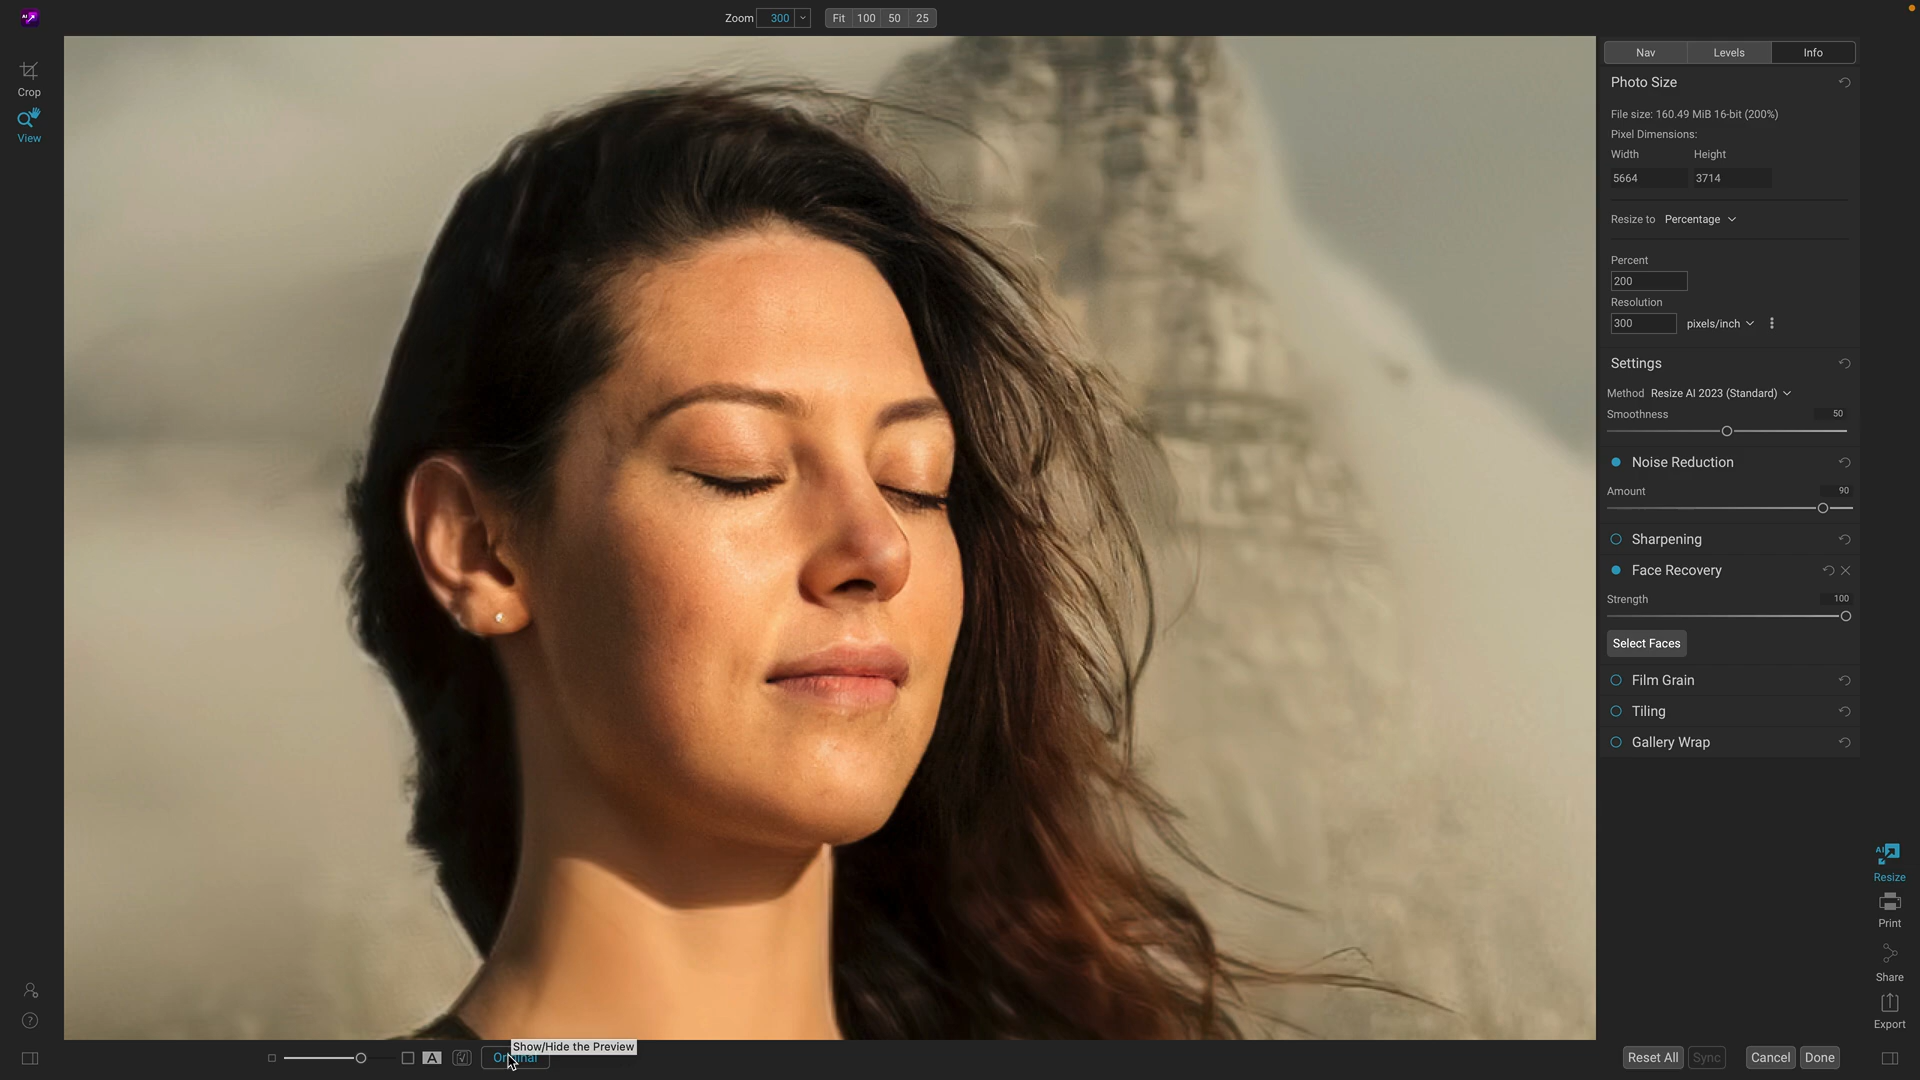 Zoom 300 Fit 100 50 25
Crop
View
Nav Levels Info
Photo Size
File size: 160.49 MiB 16-bit (200%)
Pixel Dimensions:
Width Height
5664 3714
Resize to Percentage
Percent
200
Resolution
300 pixels/inch
Settings
Method Resize AI 2023 (Standard)
Smoothness 50
Noise Reduction
Amount 90
Sharpening
Face Recovery
Strength 100
Select Faces
Film Grain
Tiling
Gallery Wrap
AI
Resize
Print
Share
Export
Show/Hide the Preview
A Original
Reset All Sync Cancel Done